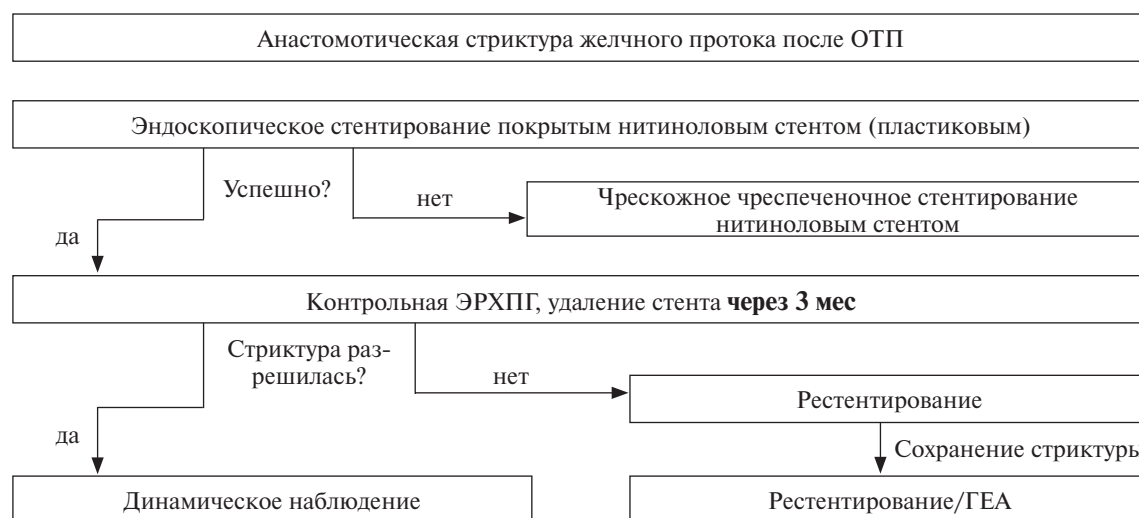 Анастомотическая стриктура желчного протока после ОТП
Эндоскопическое стентирование покрытым нитиноловым стентом (пластиковым)
Успешно?
нет
Чрескожное чреспеченочное стентирование
нитиноловым стентом
да
Контрольная ЭРХПГ, удаление стента через 3 мес
Стриктура раз-
решилась?
нет
Рестентирование
да
Сохранение стриктуры
Динамическое наблюдение
Рестентирование/ГЕА